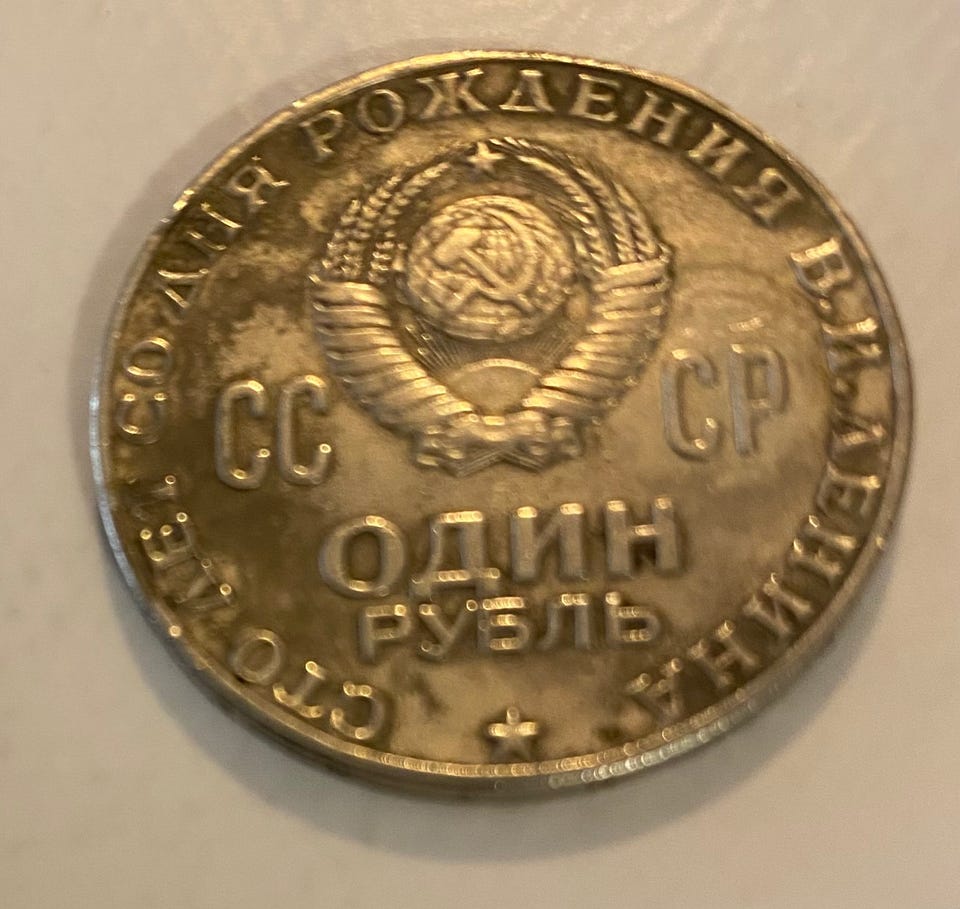 СТО ЛЕТ СО ДНЯ РОЖДЕНИЯ В.И.ЛЕНИНА
СС СР
ОДИН
РУБЛЬ